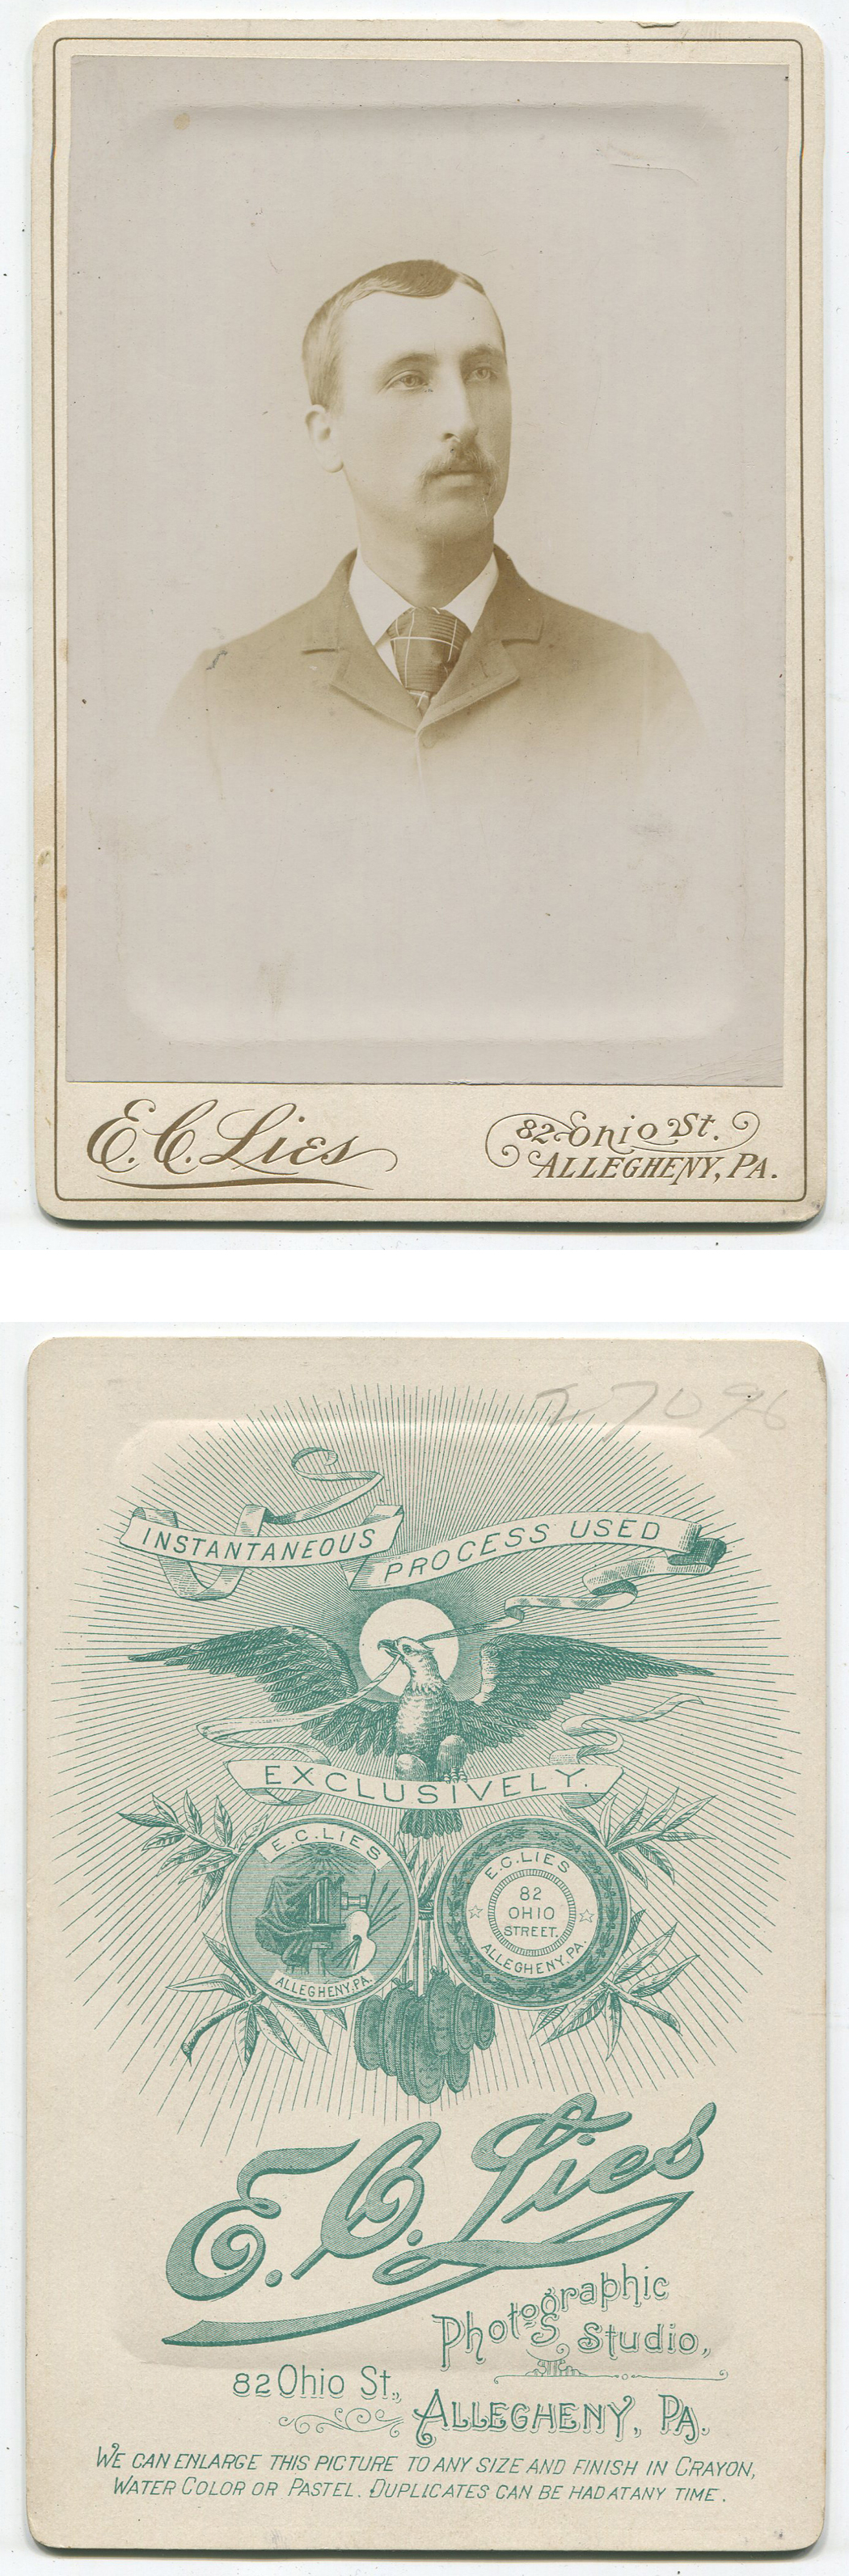 E. C. Lies
82 Ohio St.
ALLEGHENY, PA.
27096
INSTANTANEOUS PROCESS USED
EXCLUSIVELY.
E.C. LIES
ALLEGHENY, PA.
E.C. LIES
82
OHIO
STREET.
ALLEGHENY, PA.
E. C. Lies
Photographic
Studio,
82 Ohio St.,
ALLEGHENY, PA.
WE CAN ENLARGE THIS PICTURE TO ANY SIZE AND FINISH IN CRAYON,
WATER COLOR OR PASTEL. DUPLICATES CAN BE HAD AT ANY TIME.